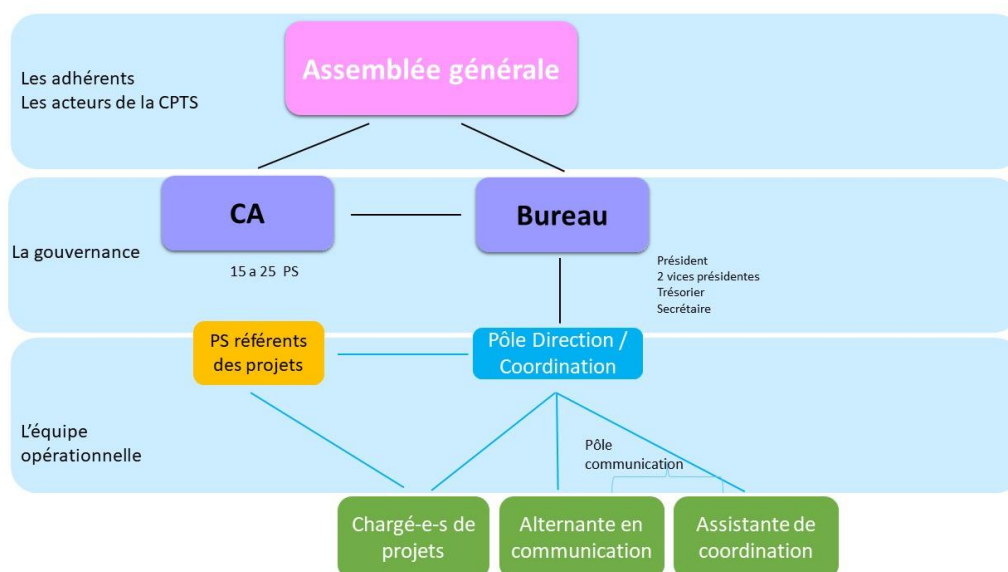 Assemblée générale
Les adhérents
Les acteurs de la CPTS
CA
Bureau
La gouvernance
15 a 25 PS
Président
2 vices présidentes
Trésorier
Secrétaire
PS référents
des projets
Pôle Direction /
Coordination
L'équipe
opérationnelle
Pôle
communication
Chargé-e-s de
projets
Alternante en
communication
Assistante de
coordination